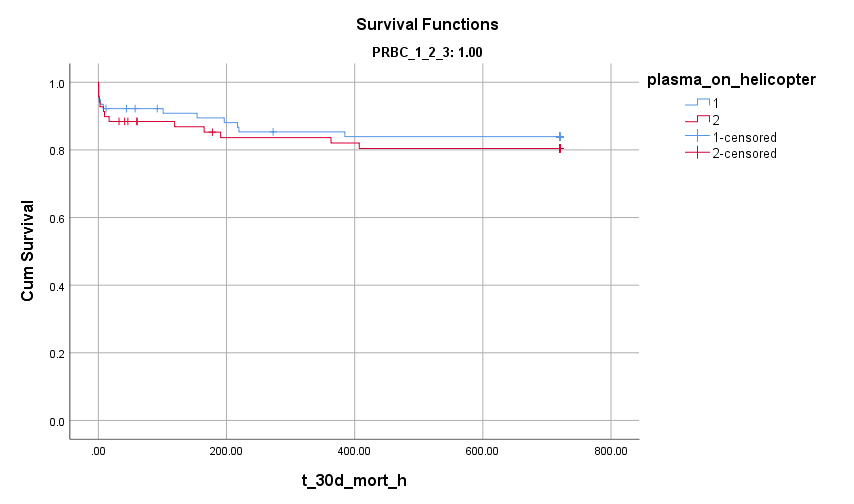 Survival Functions
PRBC_1_2_3: 1.00
plasma_on_helicopter
1
2
1-censored
2-censored
Cum Survival
1.0
0.8
0.6
0.4
0.2
0.0
.00 200.00 400.00 600.00 800.00
t_30d_mort_h